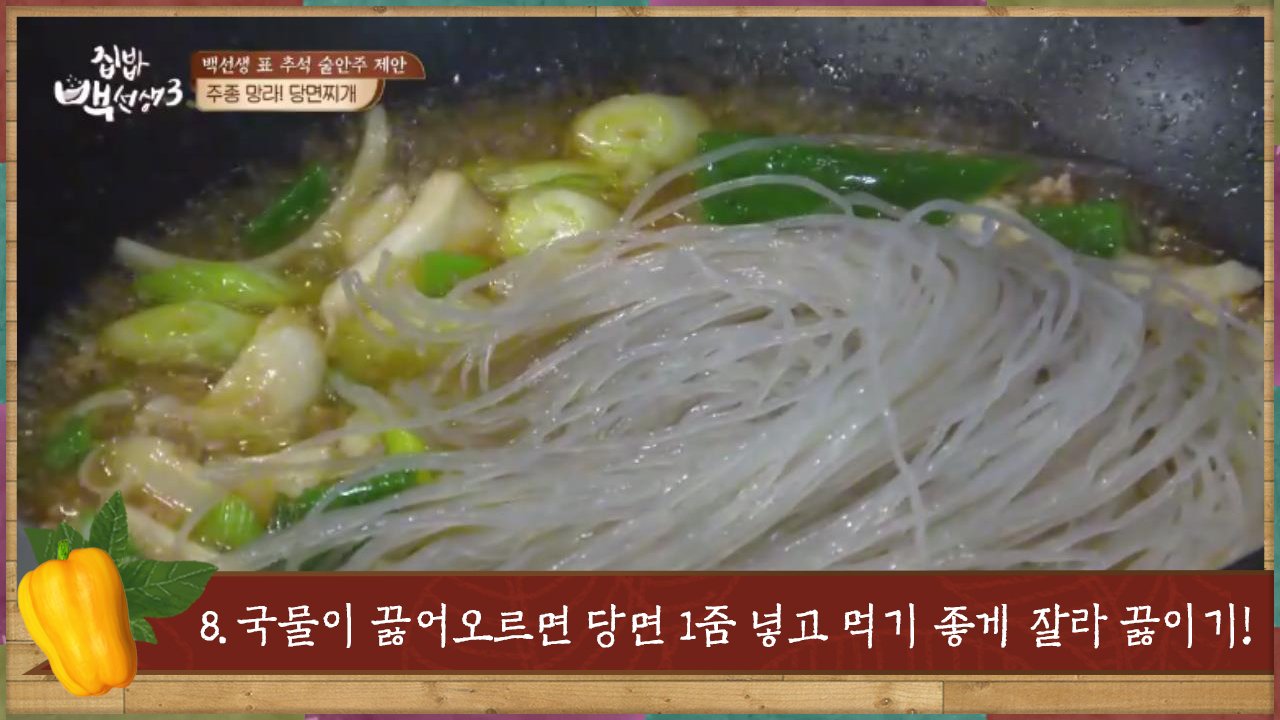 집밥
백선생3
백선생 표 추석 술안주 제안
주종 망라! 당면찌개
8. 국물이 끓어오르면 당면 1줌 넣고 먹기 좋게 잘라 끓이기!